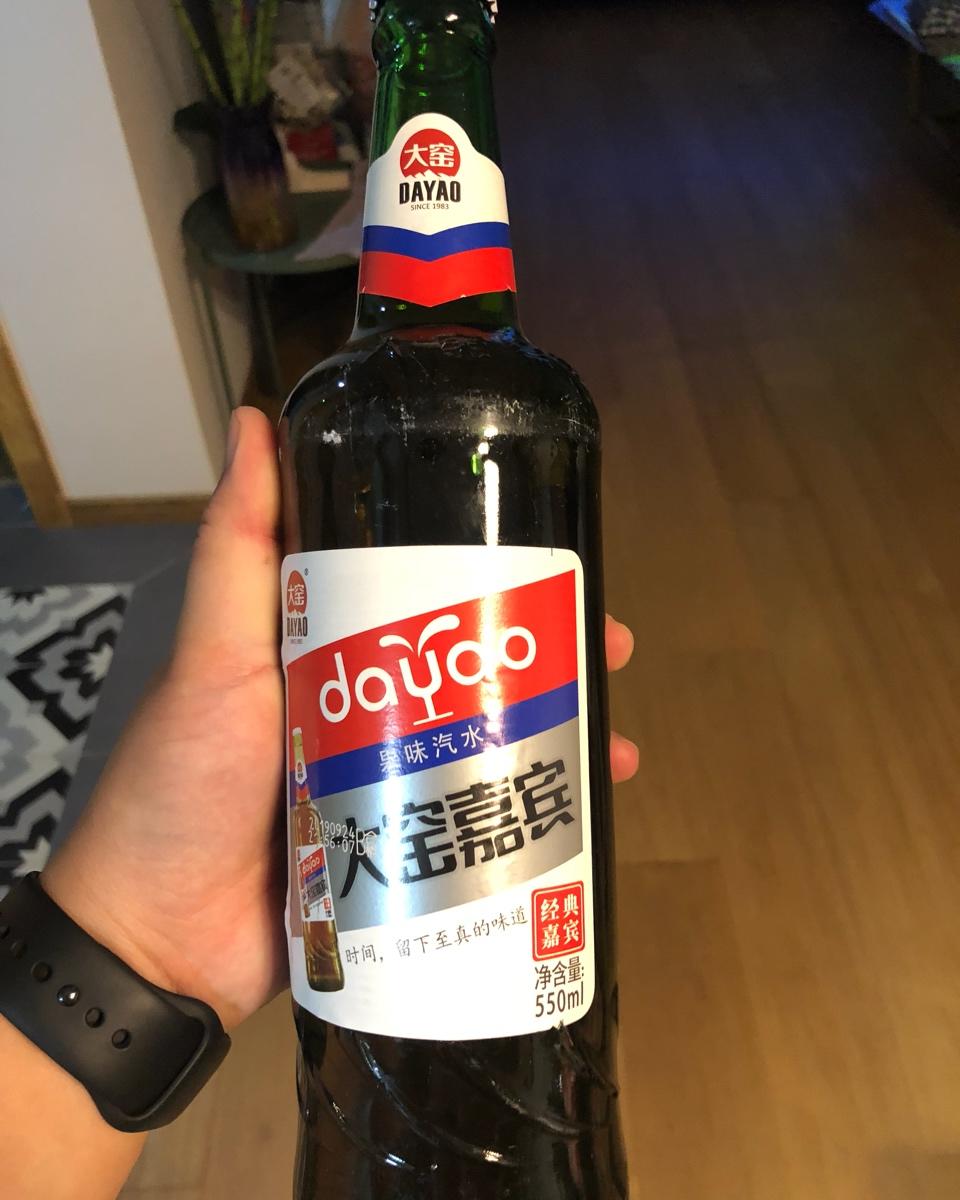 大窑
DAYAO
SINCE 1983
大窑
®
DAYAO
dayao
果味汽水
大窑嘉宾
20190924
时间，留下至真的味道
经典
嘉宾
净含量:
550ml